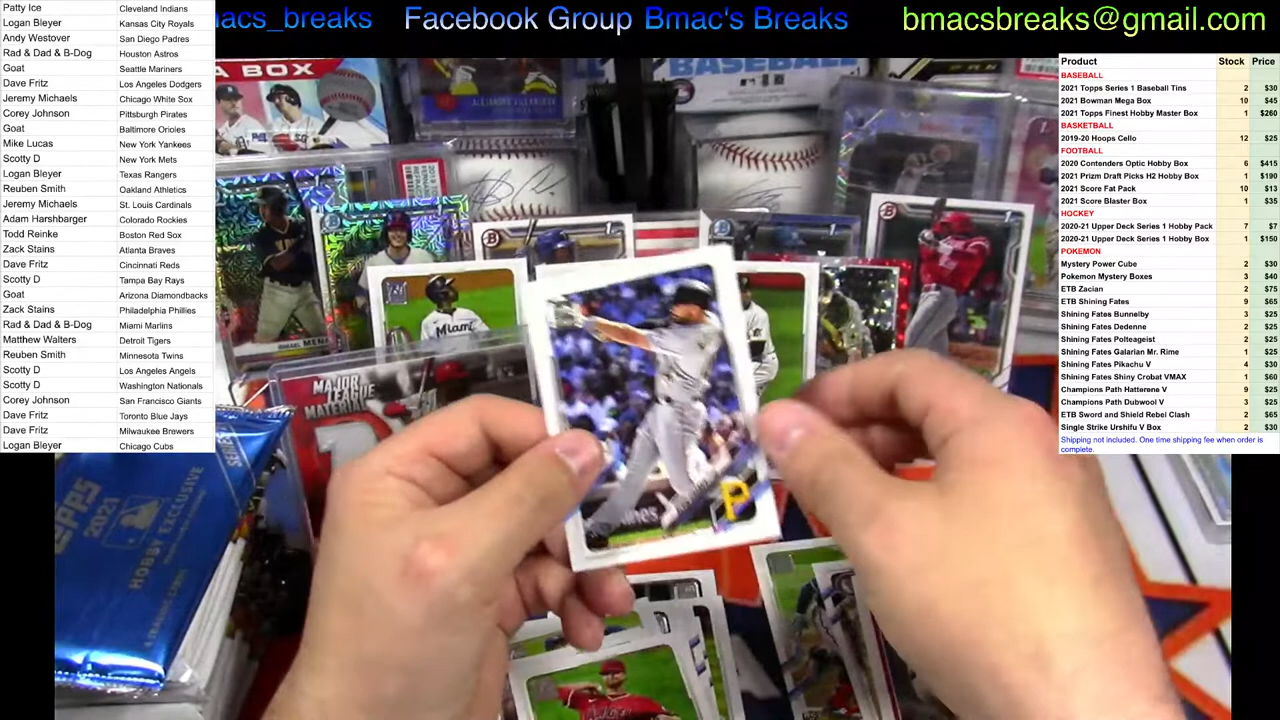 macs_breaks Facebook Group Bmac's Breaks bmacsbreaks@gmail.com
Patty Ice Cleveland Indians
Logan Bleyer Kansas City Royals
Andy Westover San Diego Padres
Rad & Dad & B-Dog Houston Astros
Goat Seattle Mariners
Dave Fritz Los Angeles Dodgers
Jeremy Michaels Chicago White Sox
Corey Johnson Pittsburgh Pirates
Goat Baltimore Orioles
Mike Lucas New York Yankees
Scotty D New York Mets
Logan Bleyer Texas Rangers
Reuben Smith Oakland Athletics
Jeremy Michaels St. Louis Cardinals
Adam Harshbarger Colorado Rockies
Todd Reinke Boston Red Sox
Zack Stains Atlanta Braves
Dave Fritz Cincinnati Reds
Scotty D Tampa Bay Rays
Goat Arizona Diamondbacks
Zack Stains Philadelphia Phillies
Rad & Dad & B-Dog Miami Marlins
Matthew Walters Detroit Tigers
Reuben Smith Minnesota Twins
Scotty D Los Angeles Angels
Scotty D Washington Nationals
Corey Johnson San Francisco Giants
Dave Fritz Toronto Blue Jays
Dave Fritz Milwaukee Brewers
Logan Bleyer Chicago Cubs
Product Stock Price
BASEBALL
2021 Topps Series 1 Baseball Tins 2 $30
2021 Bowman Mega Box 10 $45
2021 Topps Finest Hobby Master Box 1 $260
BASKETBALL
2019-20 Hoops Cello 12 $25
FOOTBALL
2020 Contenders Optic Hobby Box 6 $415
2021 Prizm Draft Picks H2 Hobby Box 1 $190
2021 Score Fat Pack 10 $13
2021 Score Blaster Box 1 $35
HOCKEY
2020-21 Upper Deck Series 1 Hobby Pack 7 $7
2020-21 Upper Deck Series 1 Hobby Box 1 $150
POKEMON
Mystery Power Cube 2 $30
Pokemon Mystery Boxes 3 $40
ETB Zacian 2 $75
ETB Shining Fates 9 $65
Shining Fates Bunnelby 3 $25
Shining Fates Dedenne 2 $25
Shining Fates Polteageist 2 $25
Shining Fates Galarian Mr. Rime 1 $25
Shining Fates Pikachu V 4 $30
Shining Fates Shiny Crobat VMAX 1 $60
Champions Path Hatterene V 9 $25
Champions Path Dubwool V 3 $25
ETB Sword and Shield Rebel Clash 2 $65
Single Strike Urshifu V Box 2 $30
Shipping not included. One time shipping fee when order is
complete.
A BOX
BASEBALL
Miami
MAJOR
LEAGUE
MATERIAL
P
SERIES
TOPPS
2021
HOBBY EXCLUSIVE